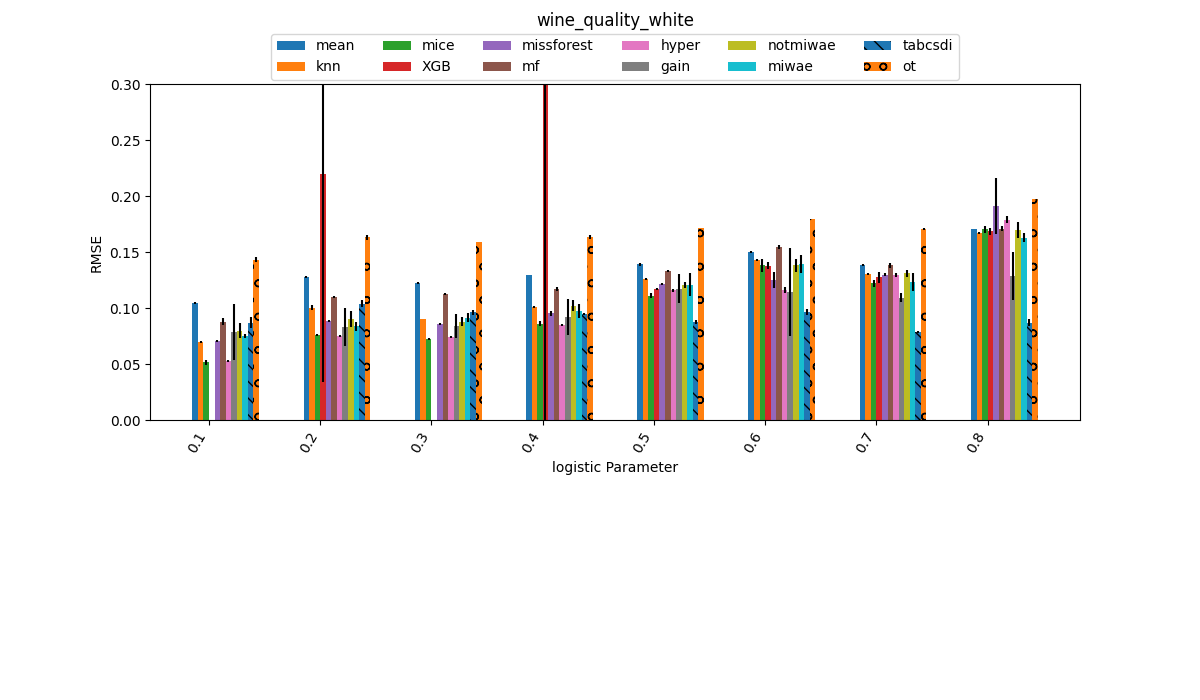 wine_quality_white
mean mice missforest hyper notmiwae tabcsdi
knn XGB mf gain miwae ot
0.30
0.25
0.20
0.15
0.10
0.05
0.00
RMSE
0.1 0.2 0.3 0.4 0.5 0.6 0.7 0.8
logistic Parameter